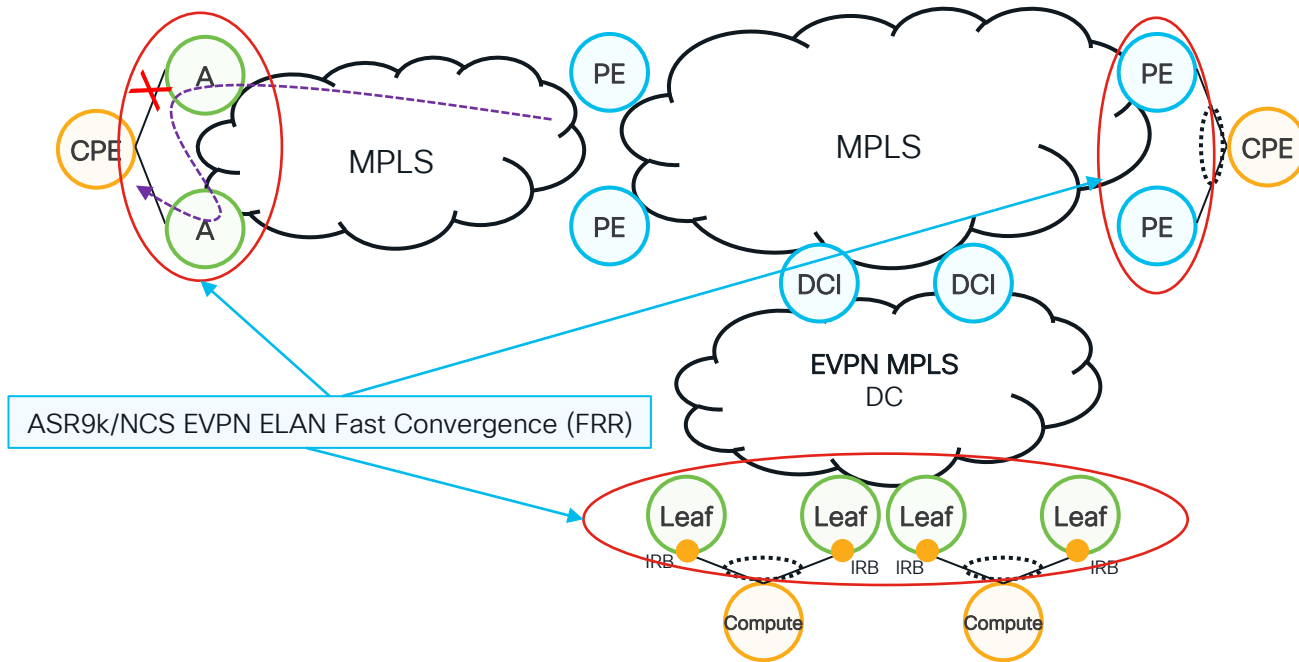 A
PE
PE
CPE
MPLS
MPLS
CPE
A
PE
PE
DCI
DCI
EVPN MPLS
DC
ASR9k/NCS EVPN ELAN Fast Convergence (FRR)
Leaf
Leaf
Leaf
Leaf
IRB
IRB
IRB
IRB
Compute
Compute